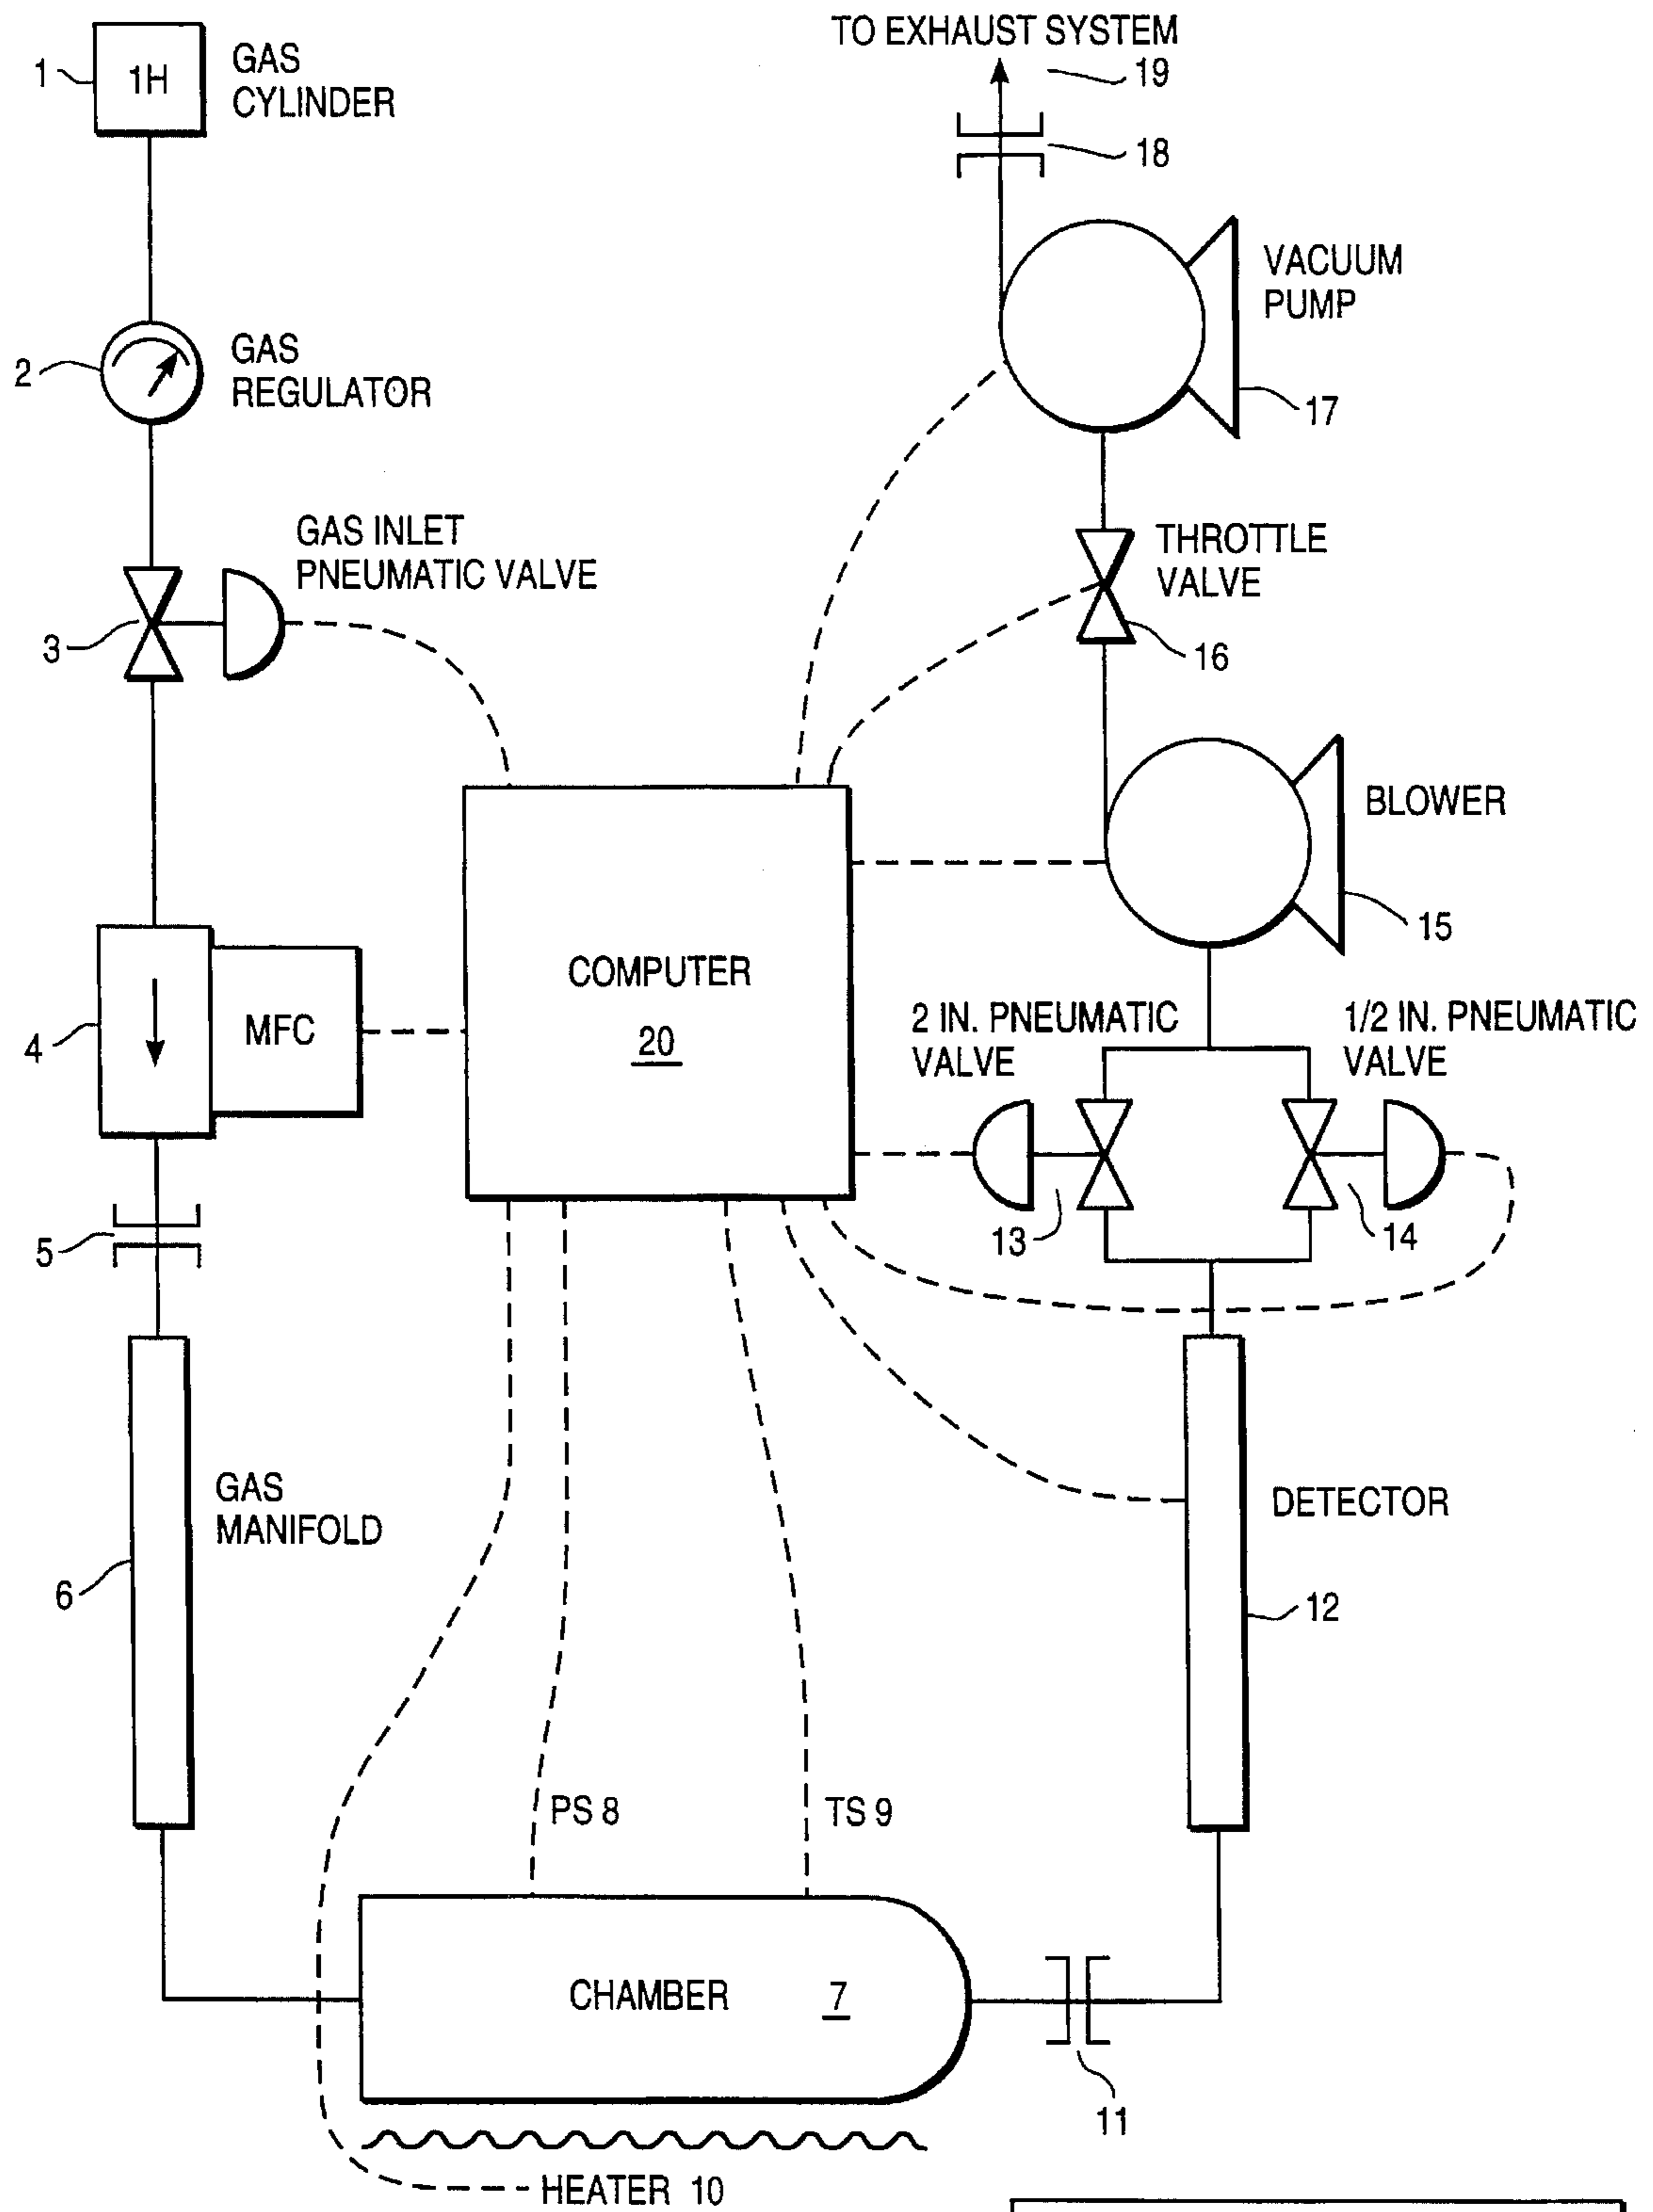 TO EXHAUST SYSTEM
1
1H
GAS
CYLINDER
19
18
VACUUM
PUMP
2
GAS
REGULATOR
17
GAS INLET
PNEUMATIC VALVE
THROTTLE
VALVE
3
16
BLOWER
15
COMPUTER
20
4
MFC
2 IN. PNEUMATIC
VALVE
1/2 IN. PNEUMATIC
VALVE
5
13
14
GAS
MANIFOLD
DETECTOR
6
12
PS 8
TS 9
CHAMBER
7
11
HEATER 10